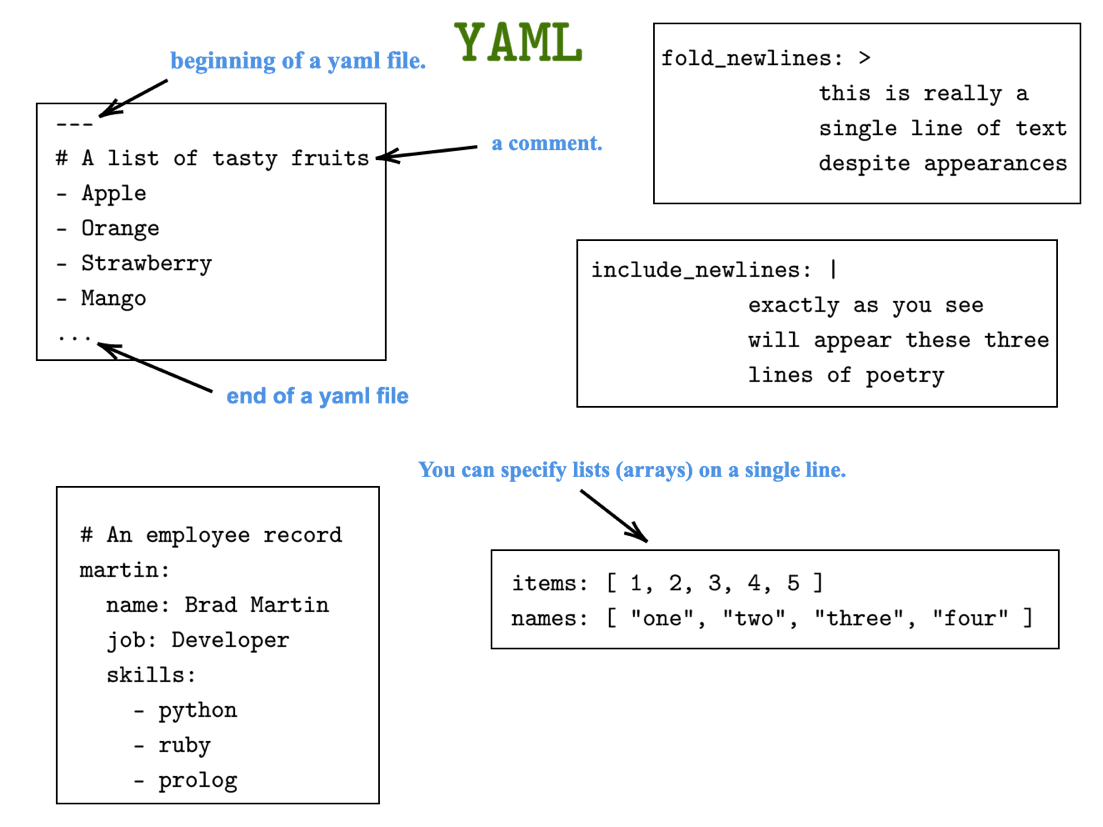 YAML
beginning of a yaml file.
---
# A list of tasty fruits
- Apple
- Orange
- Strawberry
- Mango
...
a comment.
end of a yaml file
fold_newlines: >
this is really a
single line of text
despite appearances
include_newlines: |
exactly as you see
will appear these three
lines of poetry
You can specify lists (arrays) on a single line.
items: [ 1, 2, 3, 4, 5 ]
names: [ "one", "two", "three", "four" ]
# An employee record
martin:
name: Brad Martin
job: Developer
skills:
- python
- ruby
- prolog